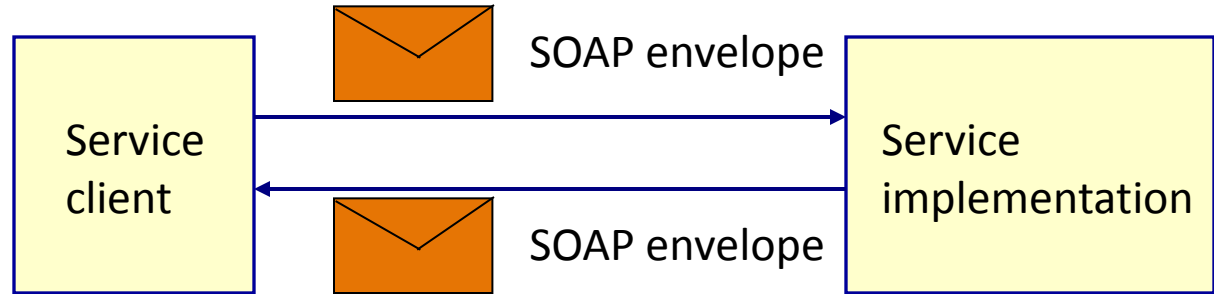 SOAP envelope
Service
client
Service
implementation
SOAP envelope